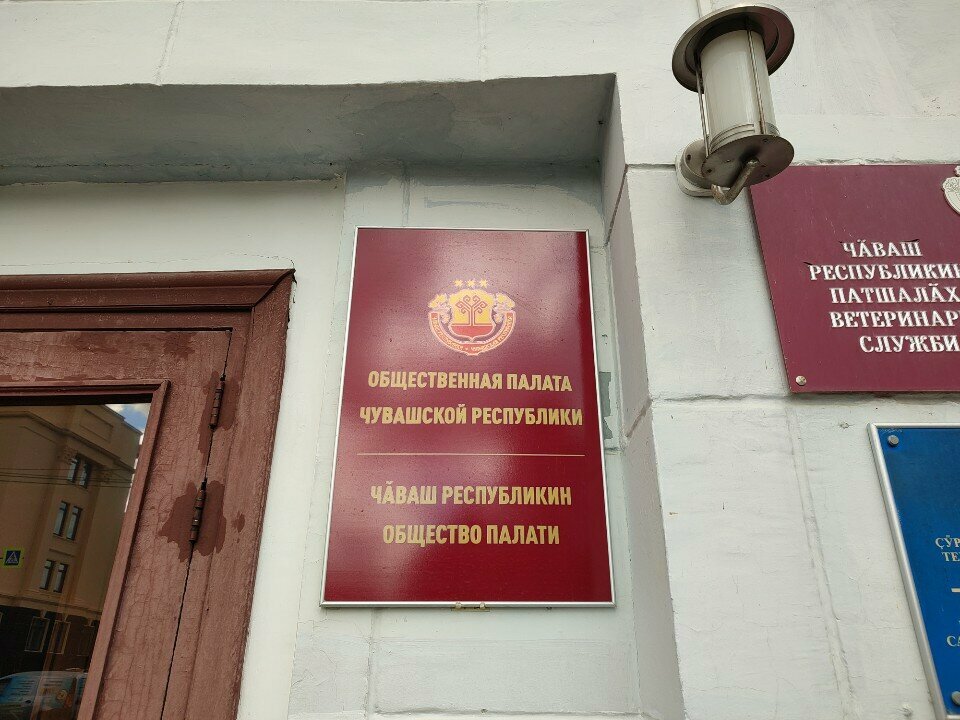 ОБЩЕСТВЕННАЯ ПАЛАТА
ЧУВАШСКОЙ РЕСПУБЛИКИ
ЧӐВАШ РЕСПУБЛИКИН
ОБЩЕСТВО ПАЛАТИ
ЧӐВАШ
РЕСПУБЛИКИН
ПАТШАЛӐХ
ВЕТЕРИНАР
СЛУЖБИ